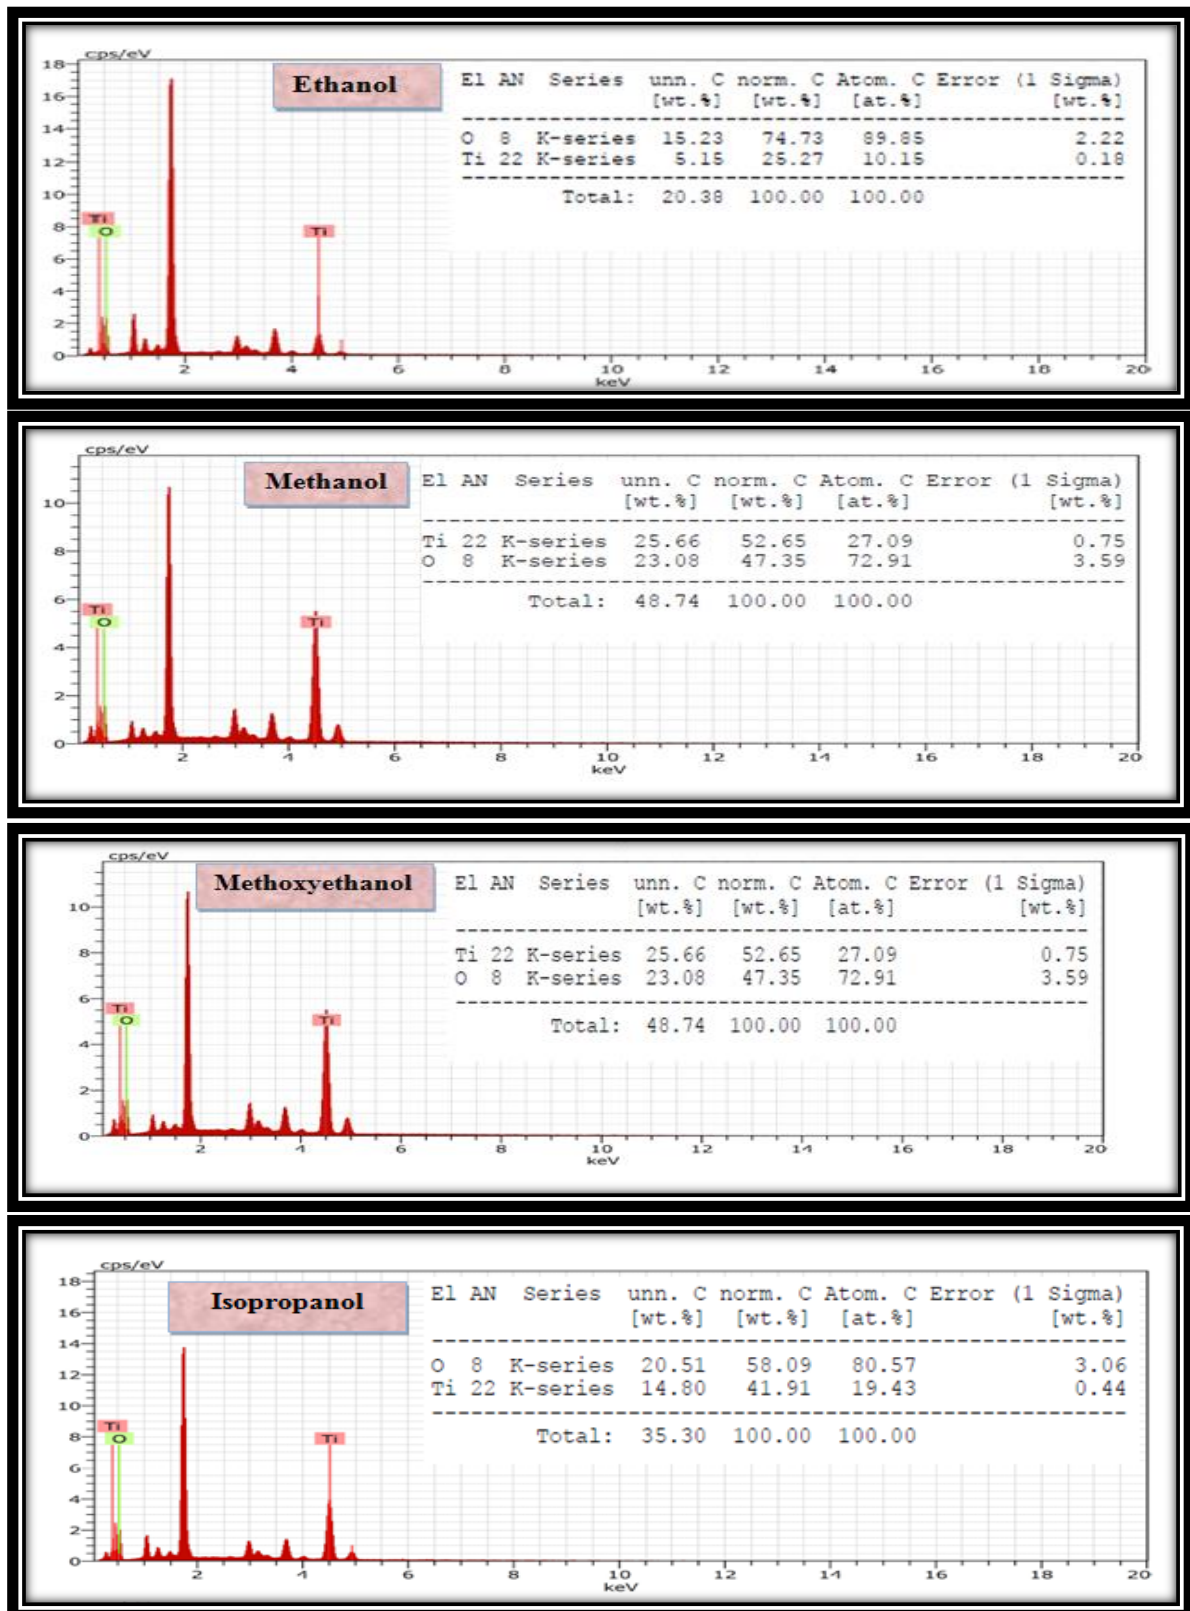 cps/eV
Ethanol
El AN Series unn. C norm. C Atom. C Error (1 Sigma)
[wt.%] [wt.%] [at.%] [wt.%]
O 8 K-series 15.23 74.73 89.85 2.22
Ti 22 K-series 5.15 25.27 10.15 0.18
Total: 20.38 100.00 100.00
18
16
14
12
10
8
6
4
2
0
Ti
O
Ti
2 4 6 8 10 12 14 16 18 20
keV
cps/eV
Methanol
El AN Series unn. C norm. C Atom. C Error (1 Sigma)
[wt.%] [wt.%] [at.%] [wt.%]
Ti 22 K-series 25.66 52.65 27.09 0.75
O 8 K-series 23.08 47.35 72.91 3.59
Total: 48.74 100.00 100.00
10
8
6
4
2
0
Ti
O
Ti
2 4 6 8 10 12 14 16 18 20
keV
cps/eV
Methoxyethanol
El AN Series unn. C norm. C Atom. C Error (1 Sigma)
[wt.%] [wt.%] [at.%] [wt.%]
Ti 22 K-series 25.66 52.65 27.09 0.75
O 8 K-series 23.08 47.35 72.91 3.59
Total: 48.74 100.00 100.00
10
8
6
4
2
0
Ti
O
Ti
2 4 6 8 10 12 14 16 18 20
keV
cps/eV
Isopropanol
El AN Series unn. C norm. C Atom. C Error (1 Sigma)
[wt.%] [wt.%] [at.%] [wt.%]
O 8 K-series 20.51 58.09 80.57 3.06
Ti 22 K-series 14.80 41.91 19.43 0.44
Total: 35.30 100.00 100.00
18
16
14
12
10
8
6
4
2
0
Ti
O
Ti
2 4 6 8 10 12 14 16 18 20
keV